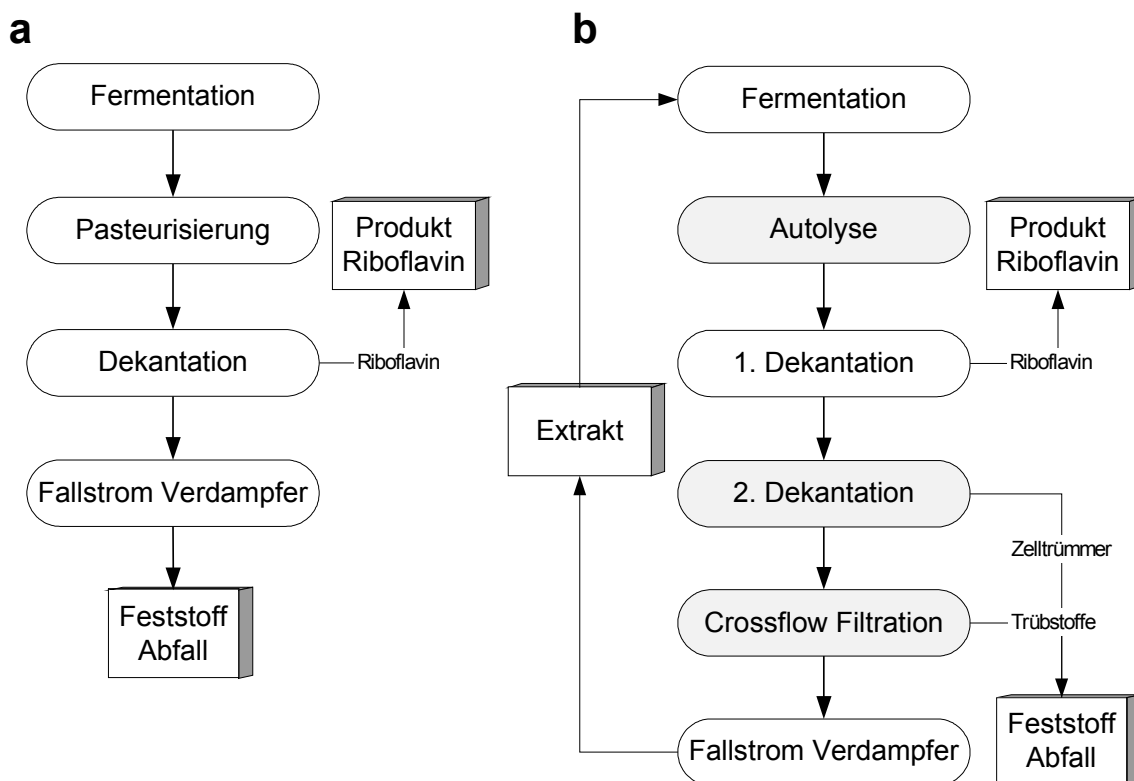 a
Fermentation
Pasteurisierung
Produkt
Riboflavin
Dekantation
Riboflavin
Fallstrom Verdampfer
Feststoff
Abfall
b
Fermentation
Autolyse
Produkt
Riboflavin
1. Dekantation
Riboflavin
Extrakt
2. Dekantation
Zelltrümmer
Crossflow Filtration
Trübstoffe
Fallstrom Verdampfer
Feststoff
Abfall